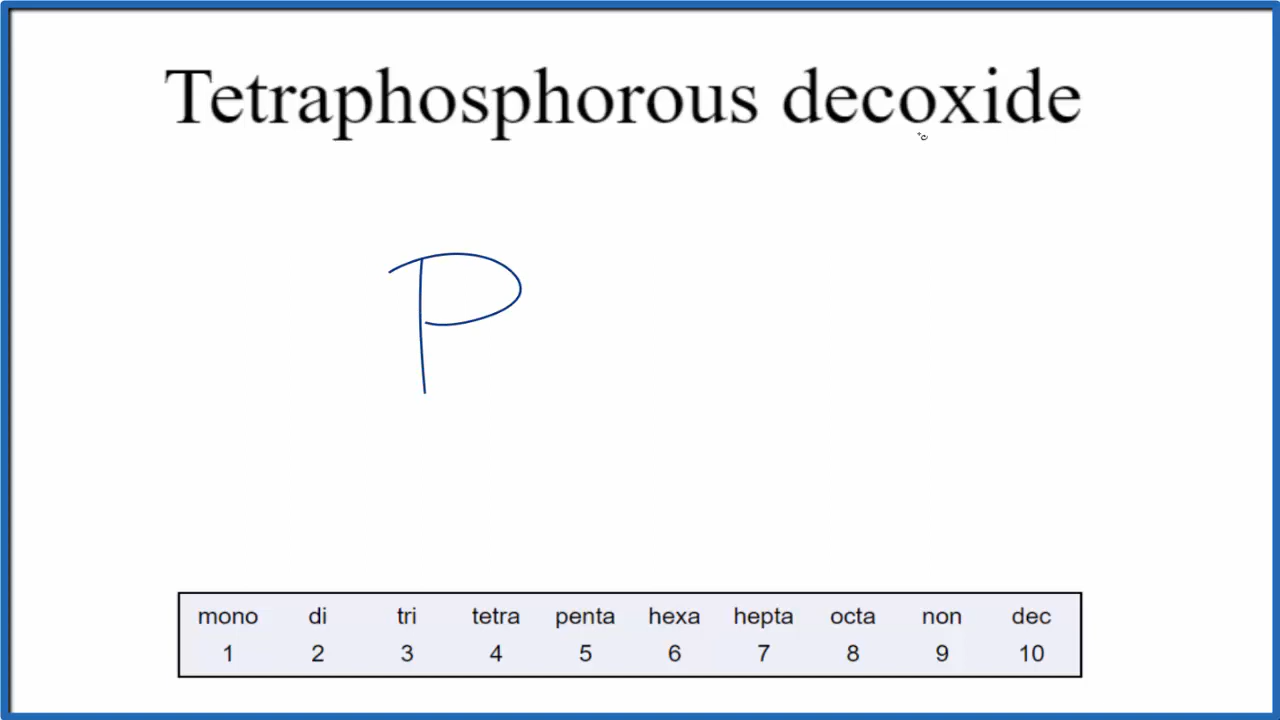 Tetraphosphorous decoxide
P
mono di tri tetra penta hexa hepta octa non dec
1 2 3 4 5 6 7 8 9 10